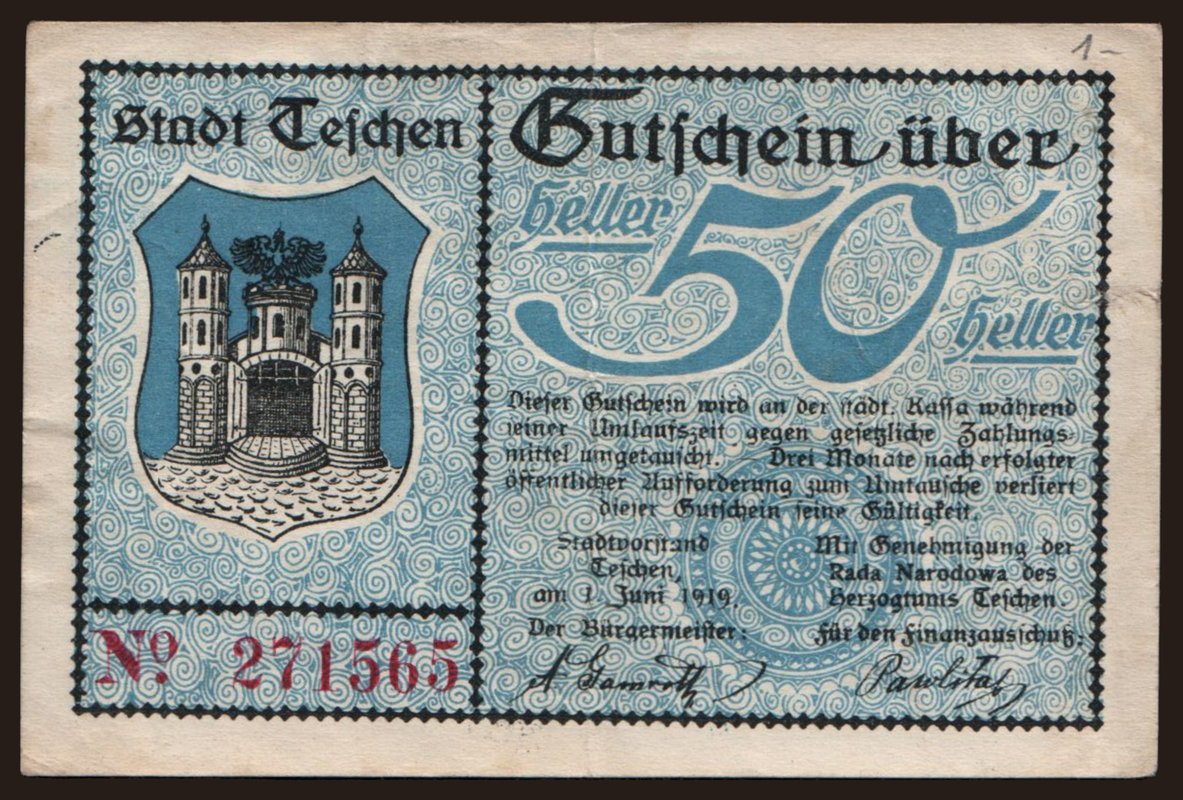 1-
Stadt Teschen
Gutschein über
Heller 50 Heller
Dieser Gutschein wird an der städt. Kassa während
seiner Umlaufszeit gegen gesetzliche Zahlungs-
mittel umgetauscht. Drei Monate nach erfolgter
öffentlicher Aufforderung zum Umtausche verliert
dieser Gutschein seine Gültigkeit.
Stadtvorstand
Teschen,
am 1 Juni 1919.
Der Bürgermeister:
Mit Genehmigung der
Rada Narodowa des
Herzogtums Teschen.
Für den Finanzausschuß:
No. 271565